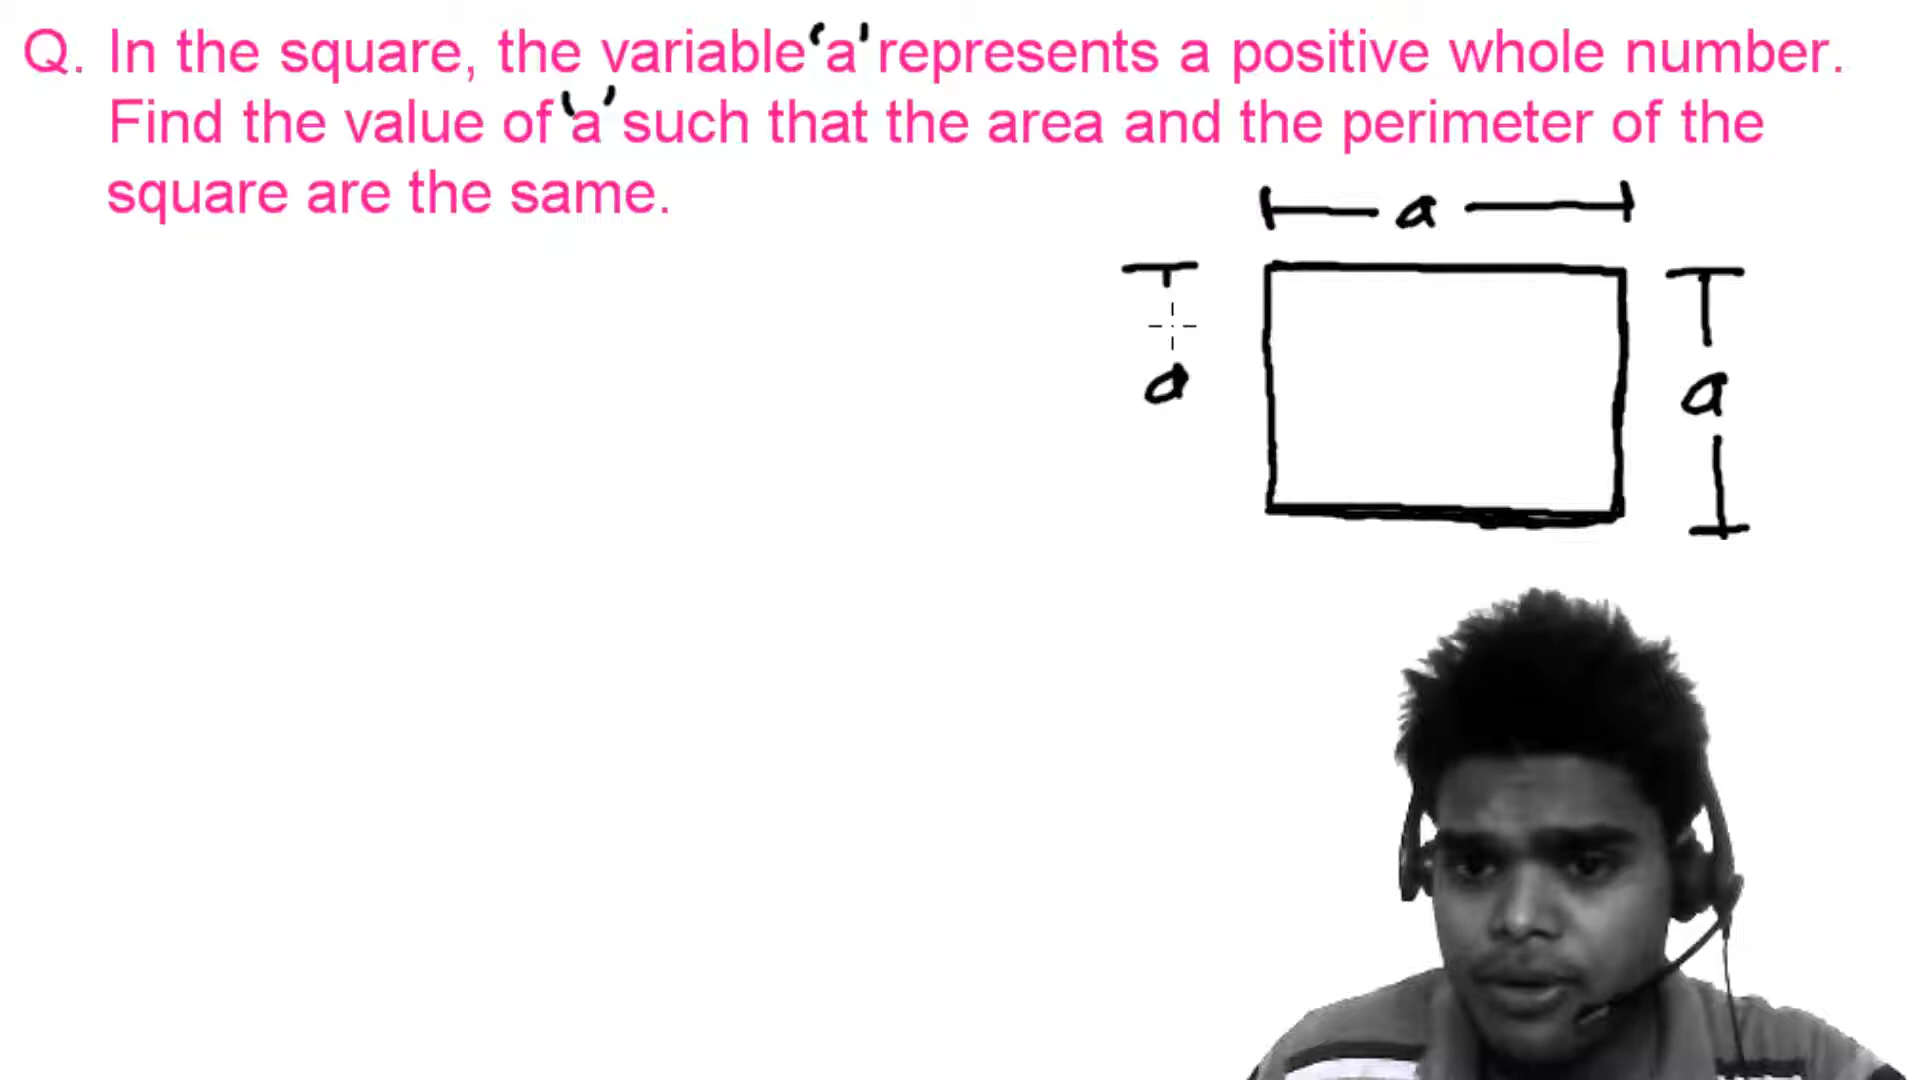 Q. In the square, the variable 'a' represents a positive whole number.
Find the value of 'a' such that the area and the perimeter of the
square are the same.
a
a
a